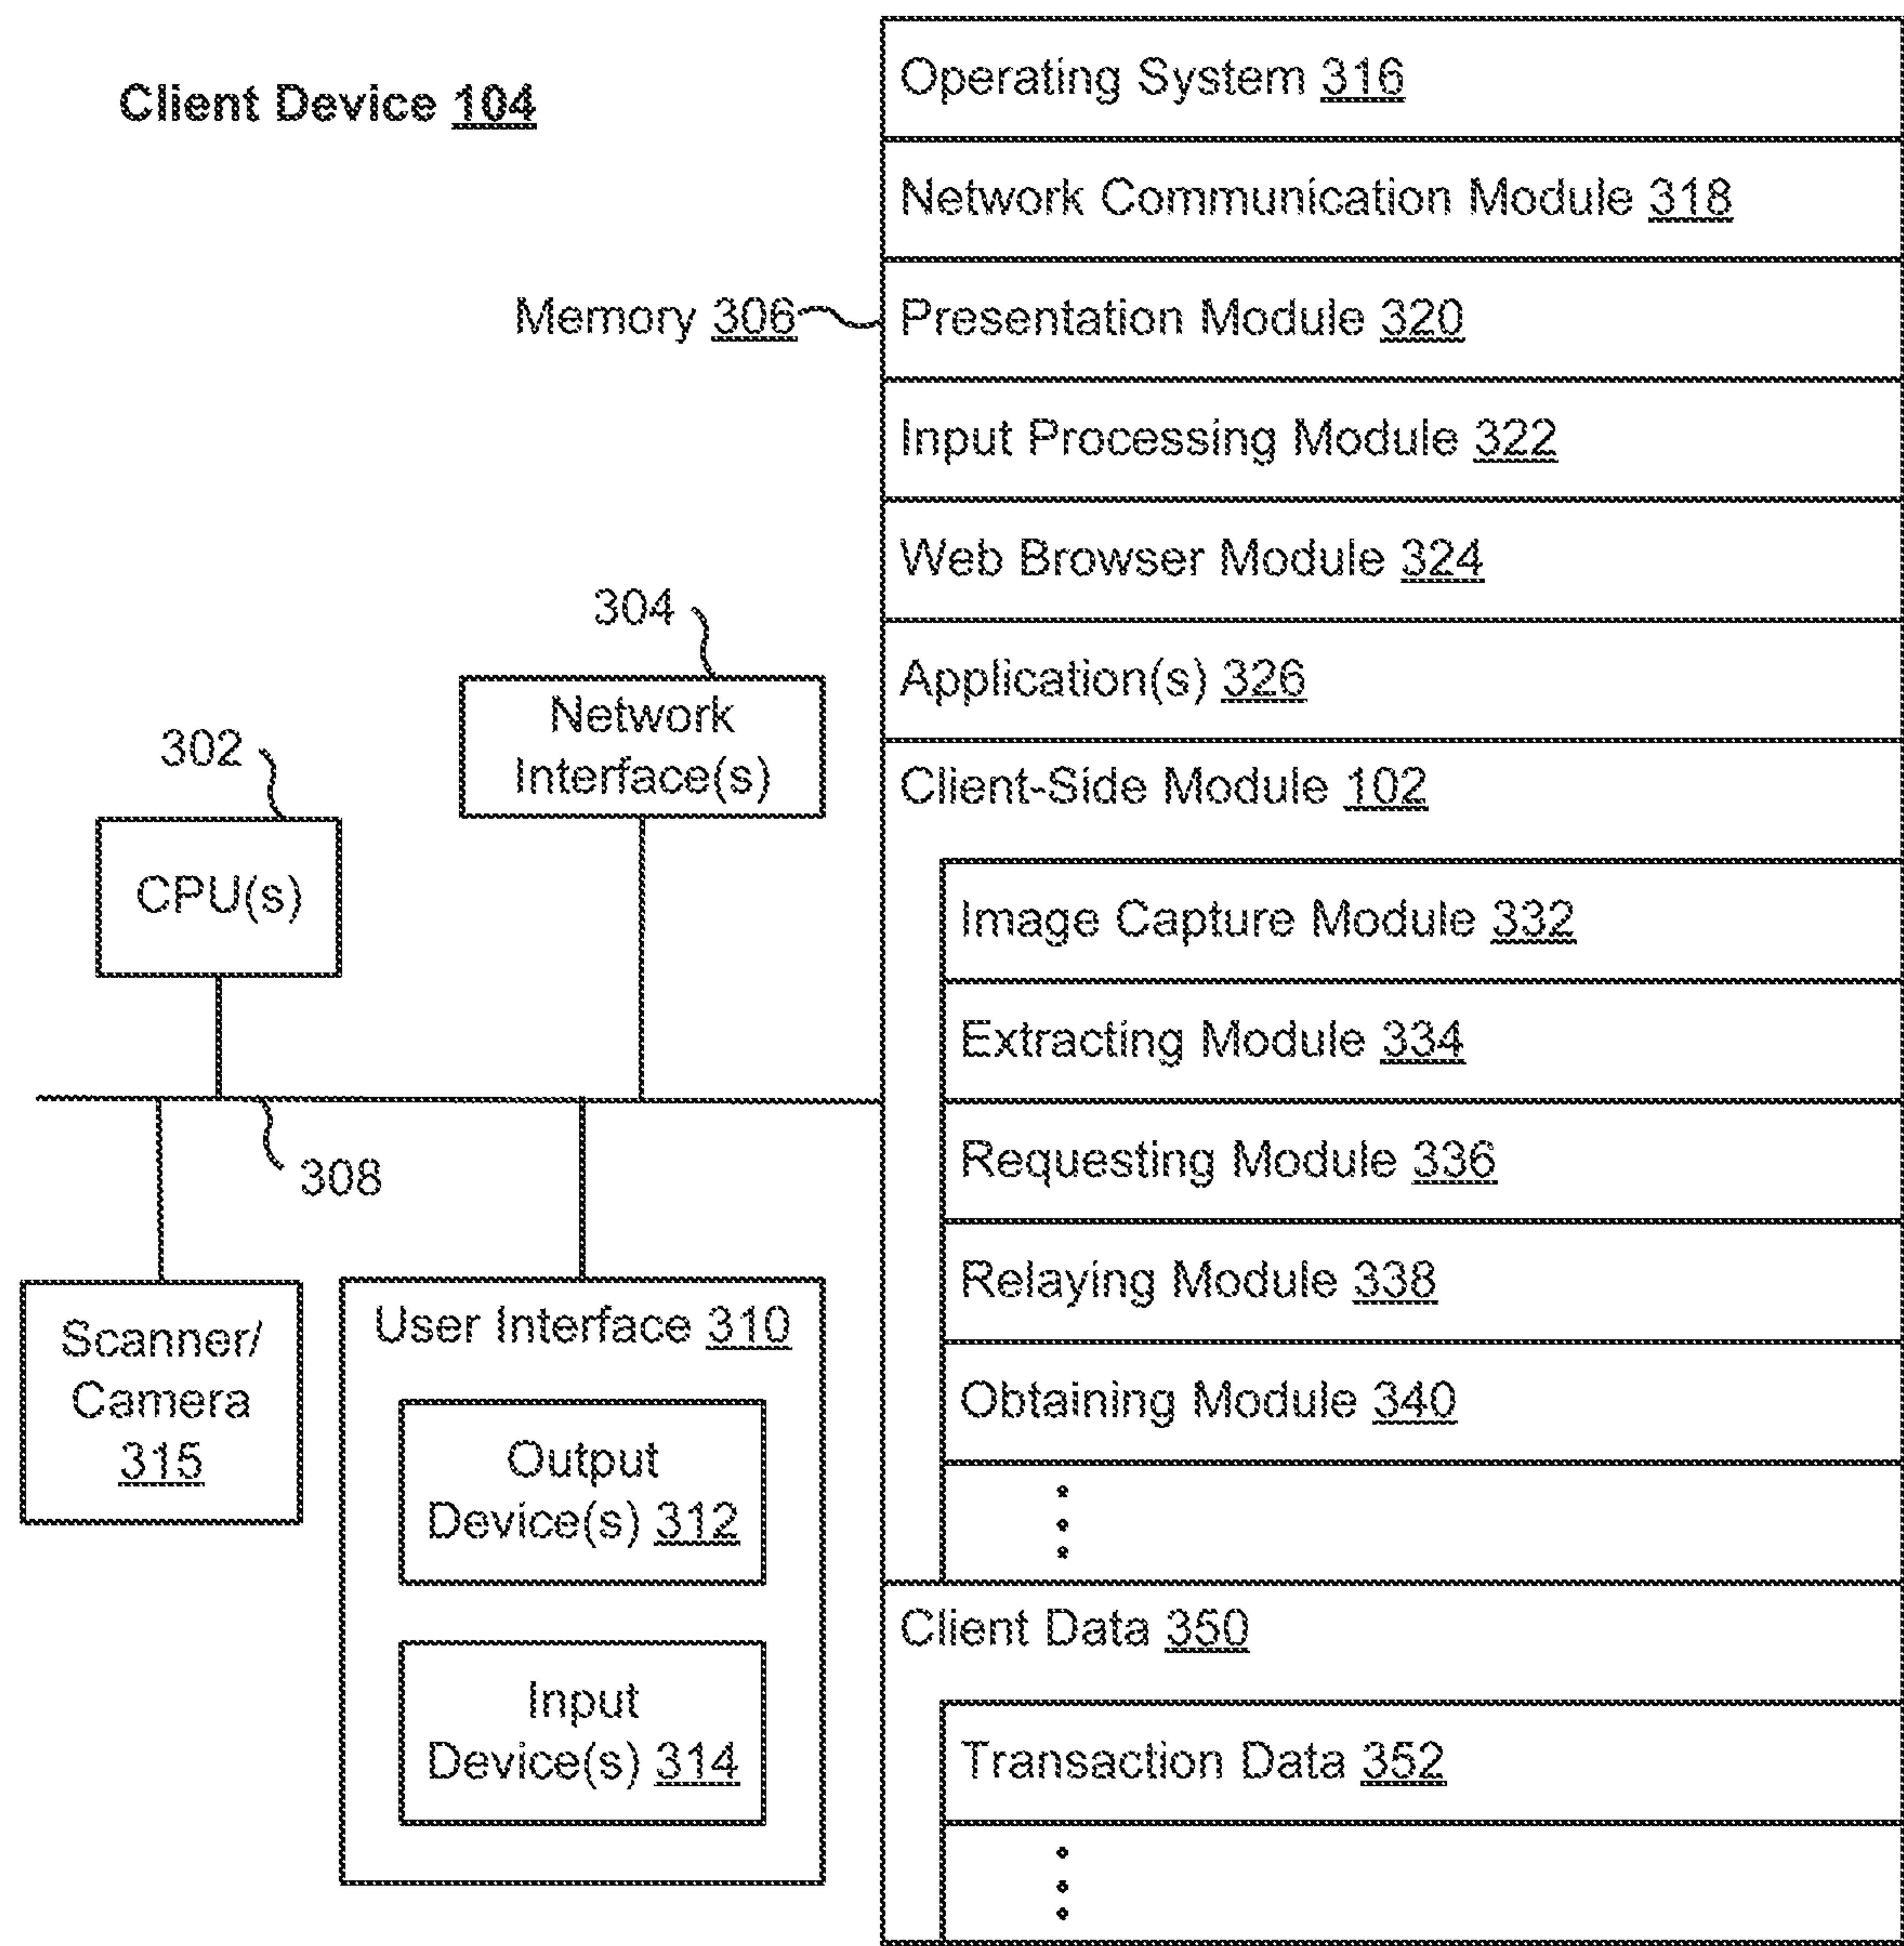 Client Device 104
Operating System 316
Network Communication Module 318
Memory 306
Presentation Module 320
Input Processing Module 322
Web Browser Module 324
Application(s) 326
Client-Side Module 102
Image Capture Module 332
Extracting Module 334
Requesting Module 336
Relaying Module 338
Obtaining Module 340
Client Data 350
Transaction Data 352
304
Network
Interface(s)
302
CPU(s)
308
Scanner/
Camera
315
User Interface 310
Output
Device(s) 312
Input
Device(s) 314